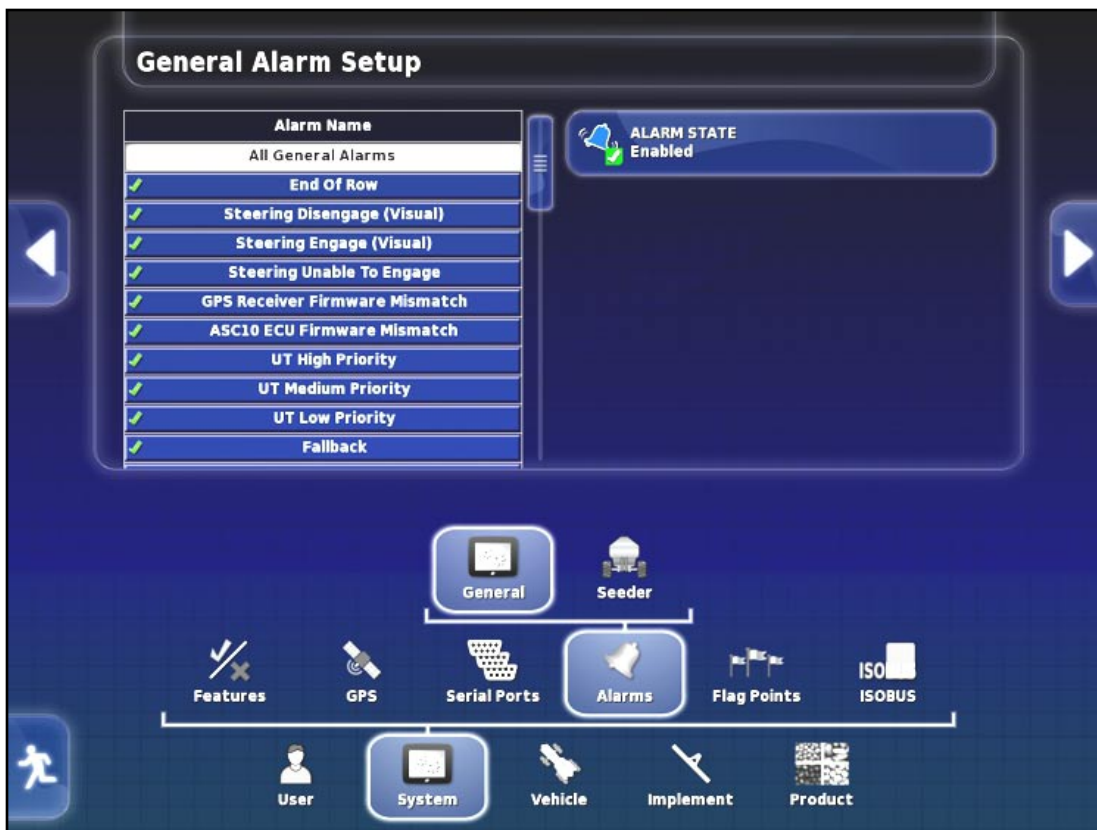 General Alarm Setup
Alarm Name
All General Alarms
End Of Row
Steering Disengage (Visual)
Steering Engage (Visual)
Steering Unable To Engage
GPS Receiver Firmware Mismatch
ASC10 ECU Firmware Mismatch
UT High Priority
UT Medium Priority
UT Low Priority
Fallback
ALARM STATE
Enabled
General
Seeder
Features
GPS
Serial Ports
Alarms
Flag Points
ISO
ISOBUS
User
System
Vehicle
Implement
Product